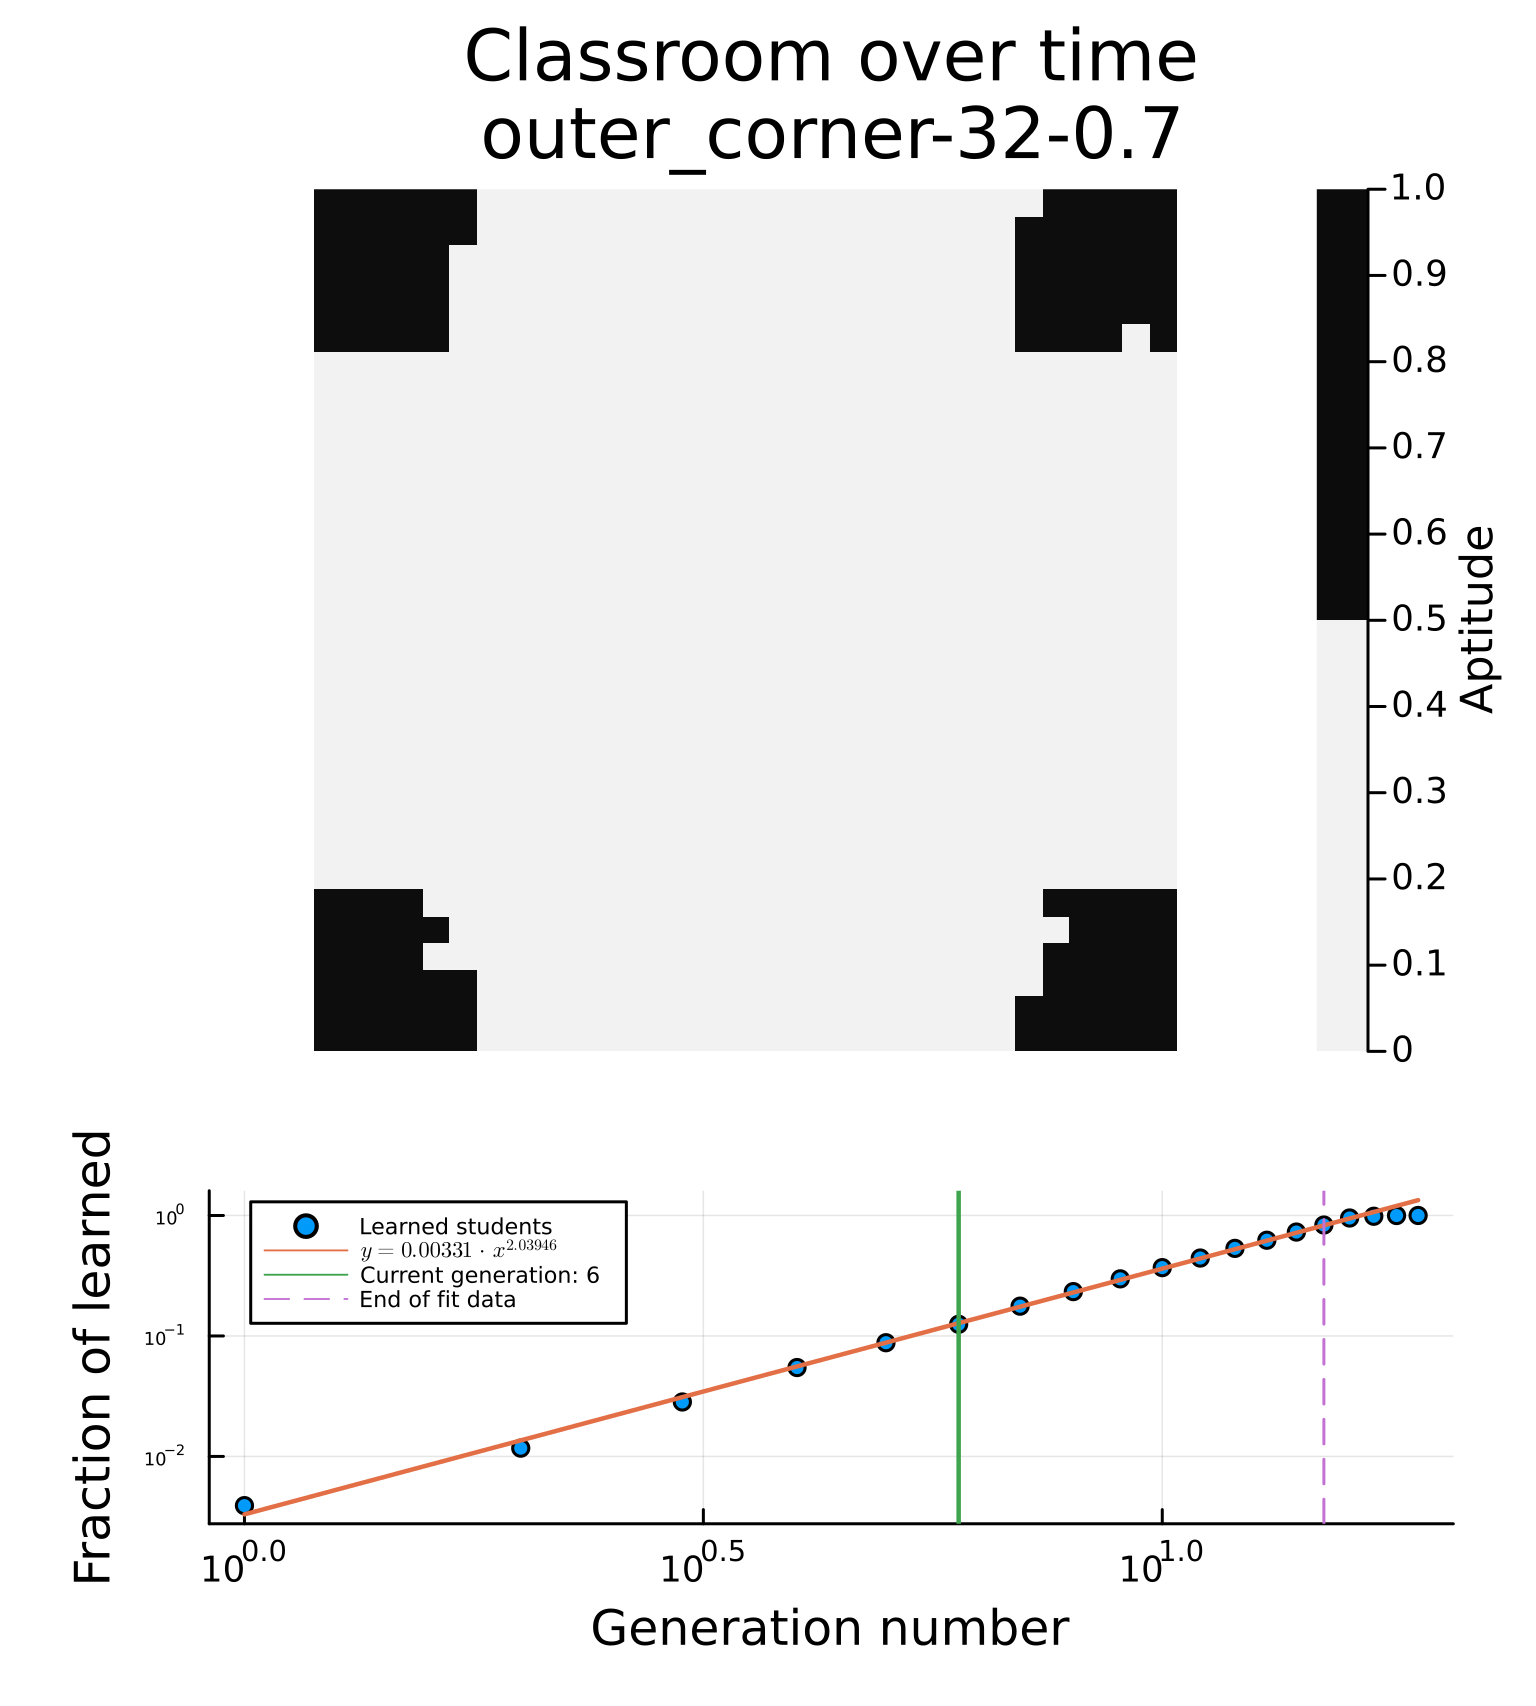 Classroom over time
outer_corner-32-0.7
1.0
0.9
0.8
0.7
0.6
0.5
0.4
0.3
0.2
0.1
0
Aptitude
Fraction of learned
10⁰
10⁻¹
10⁻²
Learned students
y = 0.00331 · x^2.03946
Current generation: 6
End of fit data
10^0.0
10^0.5
10^1.0
Generation number